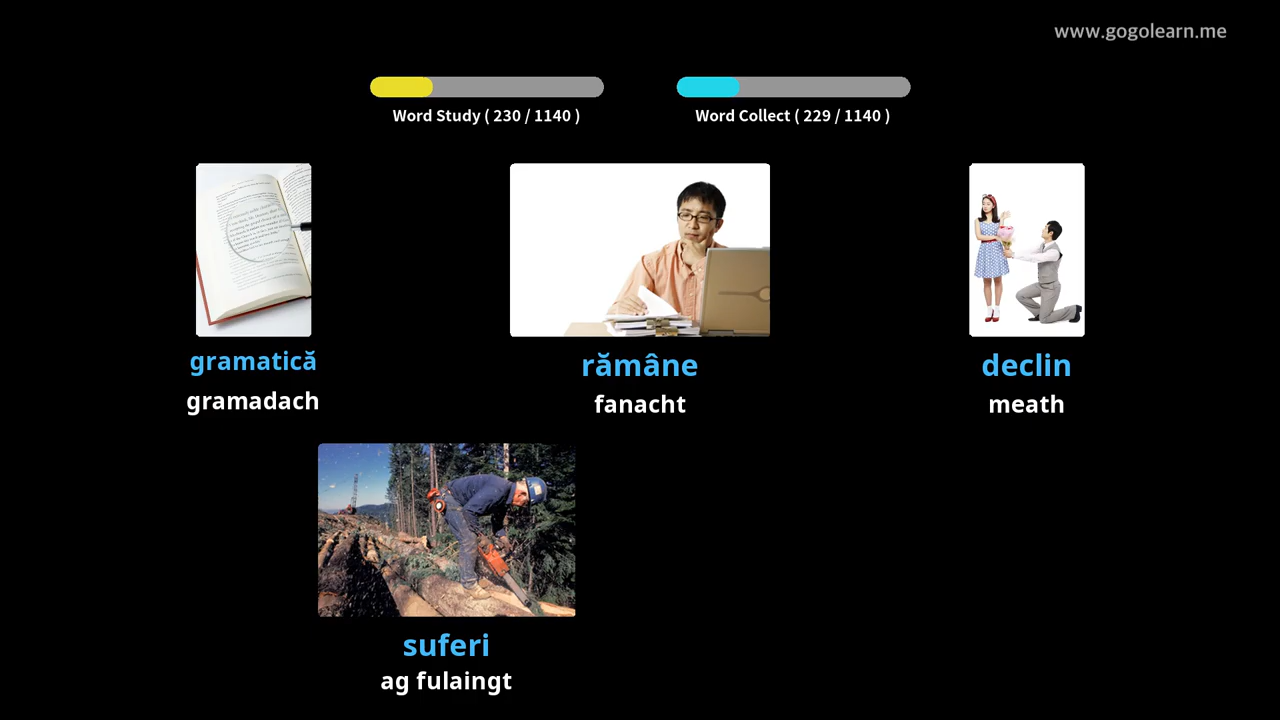 www.gogolearn.me
Word Study ( 230 / 1140 )
Word Collect ( 229 / 1140 )
gramatică
gramadach
rămâne
fanacht
declin
meath
suferi
ag fulaingt